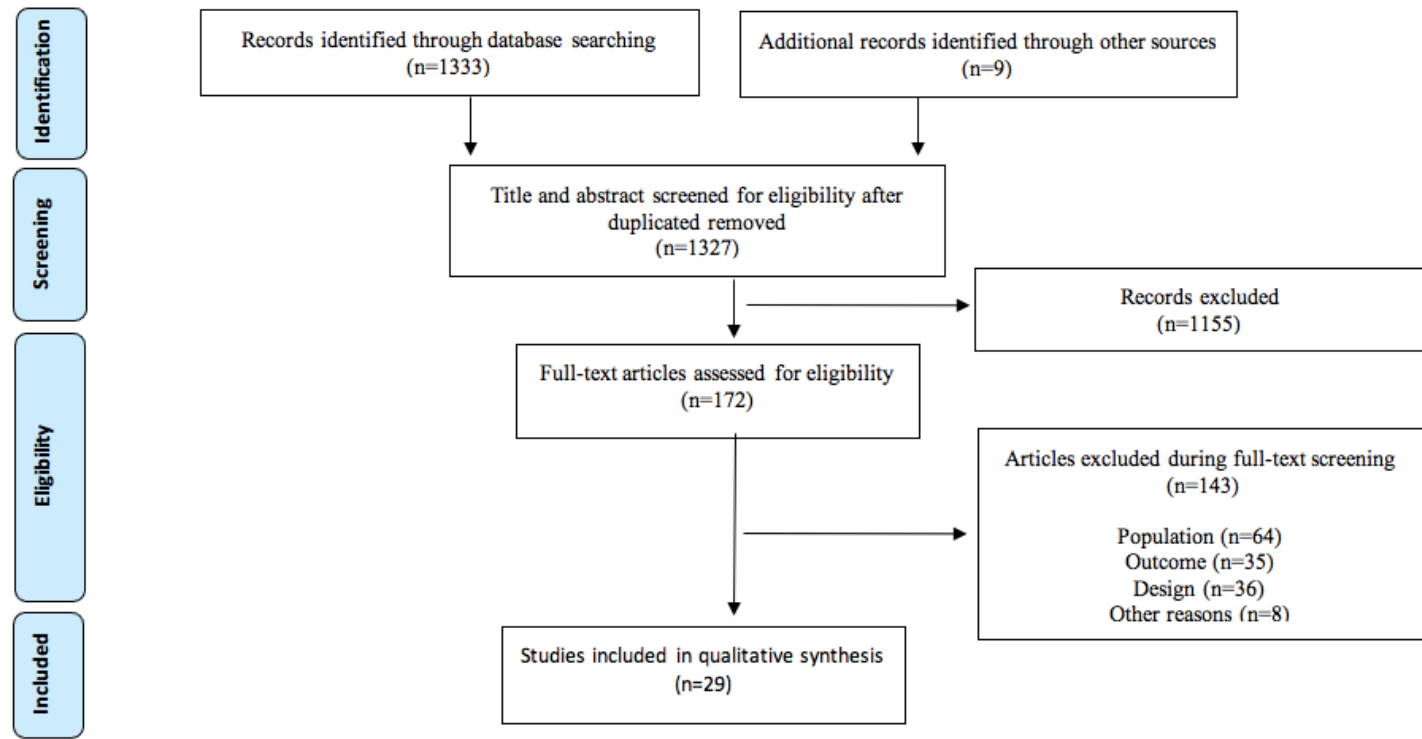 Identification
Records identified through database searching
(n=1333)
Additional records identified through other sources
(n=9)
Screening
Title and abstract screened for eligibility after
duplicated removed
(n=1327)
Records excluded
(n=1155)
Eligibility
Full-text articles assessed for eligibility
(n=172)
Articles excluded during full-text screening
(n=143)
Population (n=64)
Outcome (n=35)
Design (n=36)
Other reasons (n=8)
Included
Studies included in qualitative synthesis
(n=29)